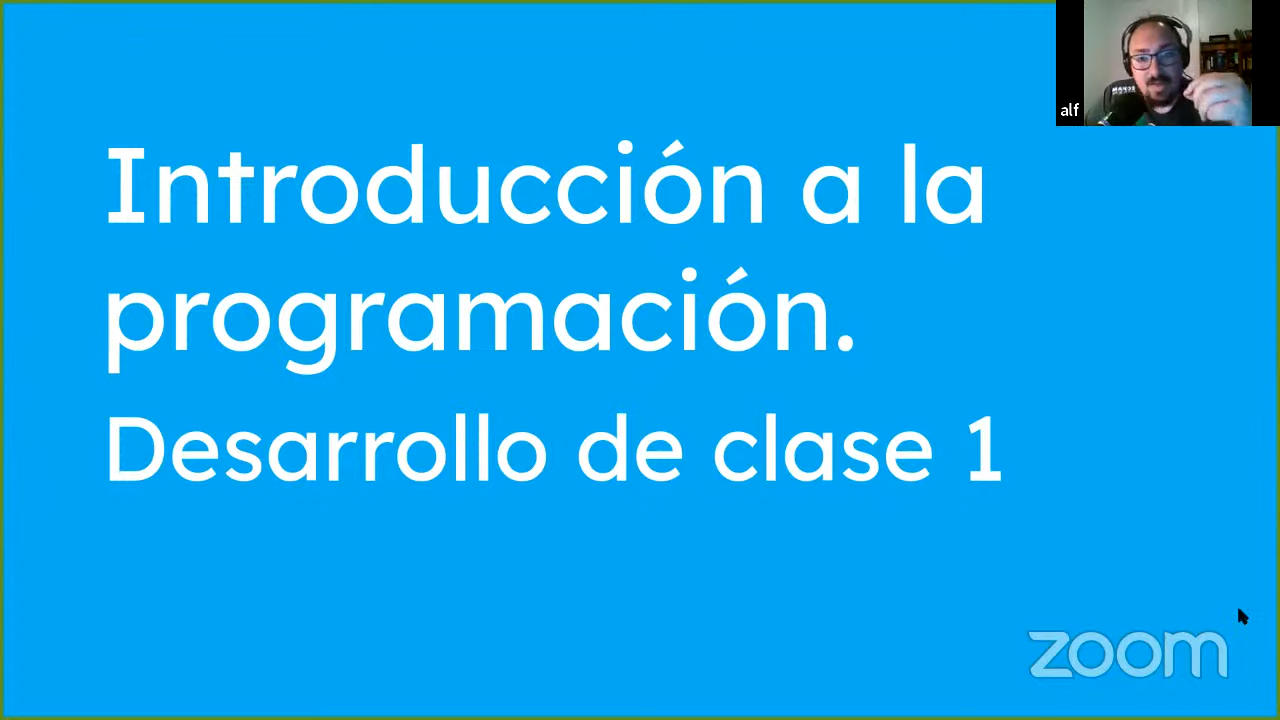 Introducción a la
programación.
Desarrollo de clase 1
alf
zoom